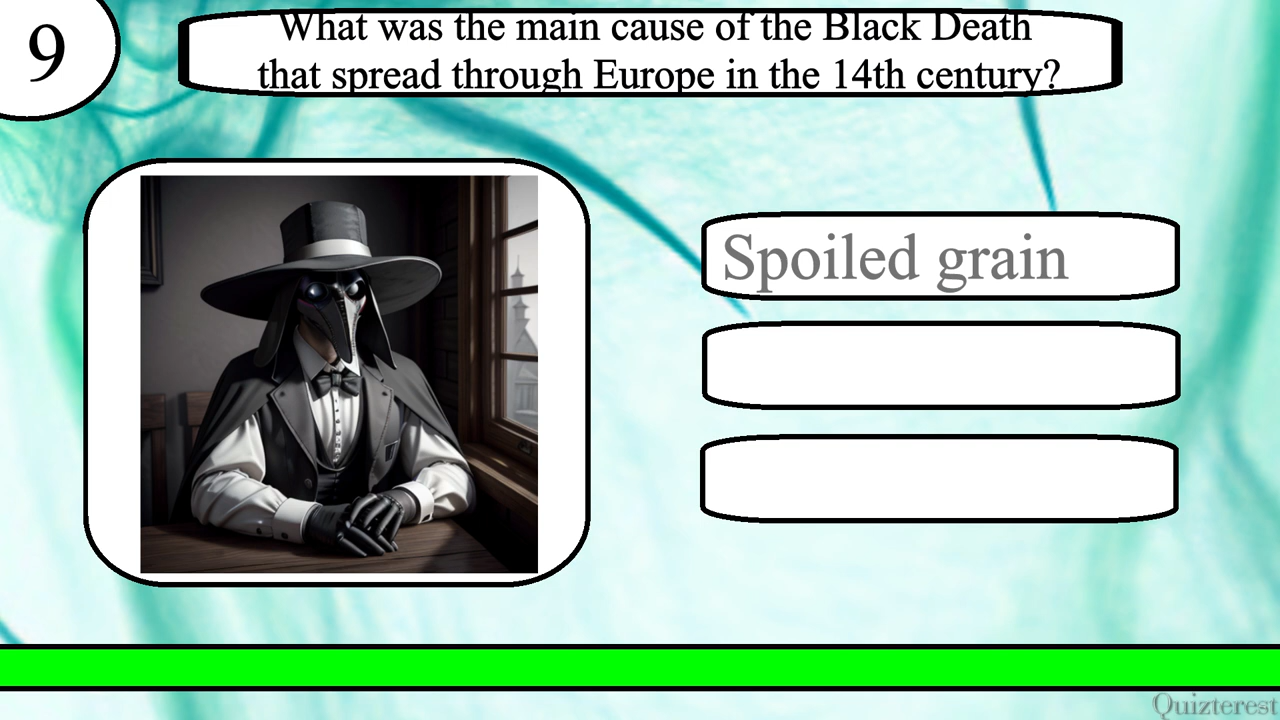 9
What was the main cause of the Black Death
that spread through Europe in the 14th century?
Spoiled grain
Quizterest